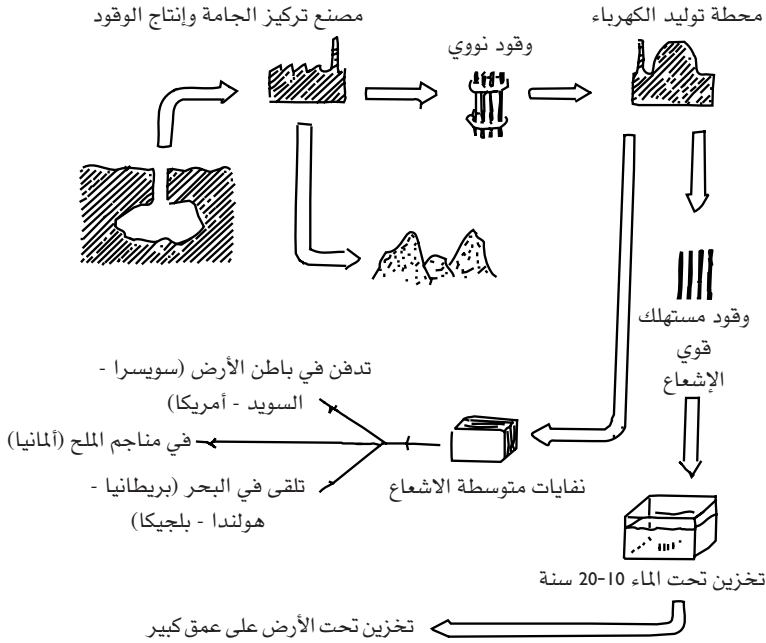 محطة توليد الكهرباء
مصنع تركيز الجامة وإنتاج الوقود
وقود نووي
وقود مستهلك
قوي
الإشعاع
تدفن في باطن الأرض (سويسرا -
السويد - أمريكا)
في مناجم الملح (ألمانيا)
تلقى في البحر (بريطانيا -
هولندا - بلجيكا)
نفايات متوسطة الاشعاع
تخزين تحت الماء 10-20 سنة
تخزين تحت الأرض على عمق كبير